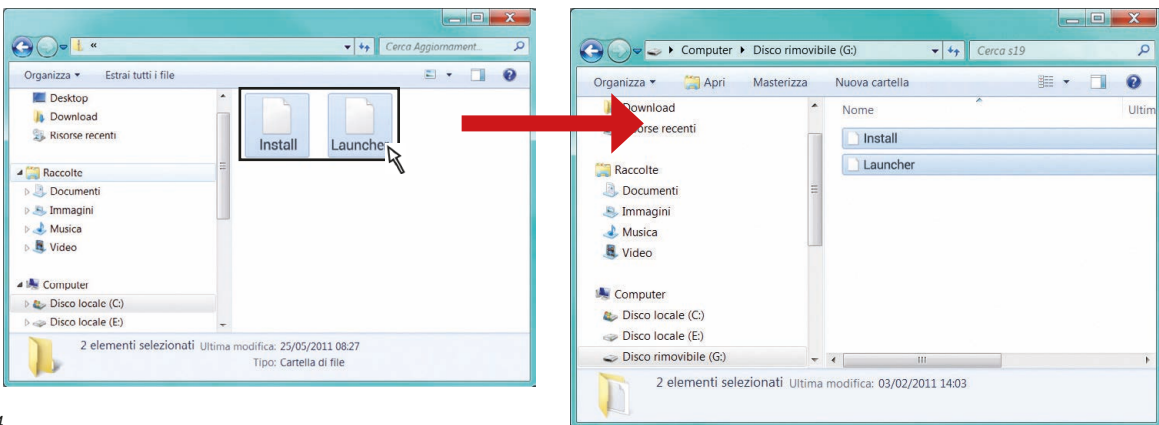 «
Cerca Aggiornament...
Organizza
Estrai tutti i file
Desktop
Download
Risorse recenti
Raccolte
Documenti
Immagini
Musica
Video
Computer
Disco locale (C:)
Disco locale (E:)
Install
Launcher
2 elementi selezionati Ultima modifica: 25/05/2011 08:27
Tipo: Cartella di file
Computer Disco rimovibile (G:)
Cerca s19
Organizza
Apri
Masterizza
Nuova cartella
Download
Risorse recenti
Raccolte
Documenti
Immagini
Musica
Video
Computer
Disco locale (C:)
Disco locale (E:)
Disco rimovibile (G:)
Nome
Ultim
Install
Launcher
2 elementi selezionati Ultima modifica: 03/02/2011 14:03